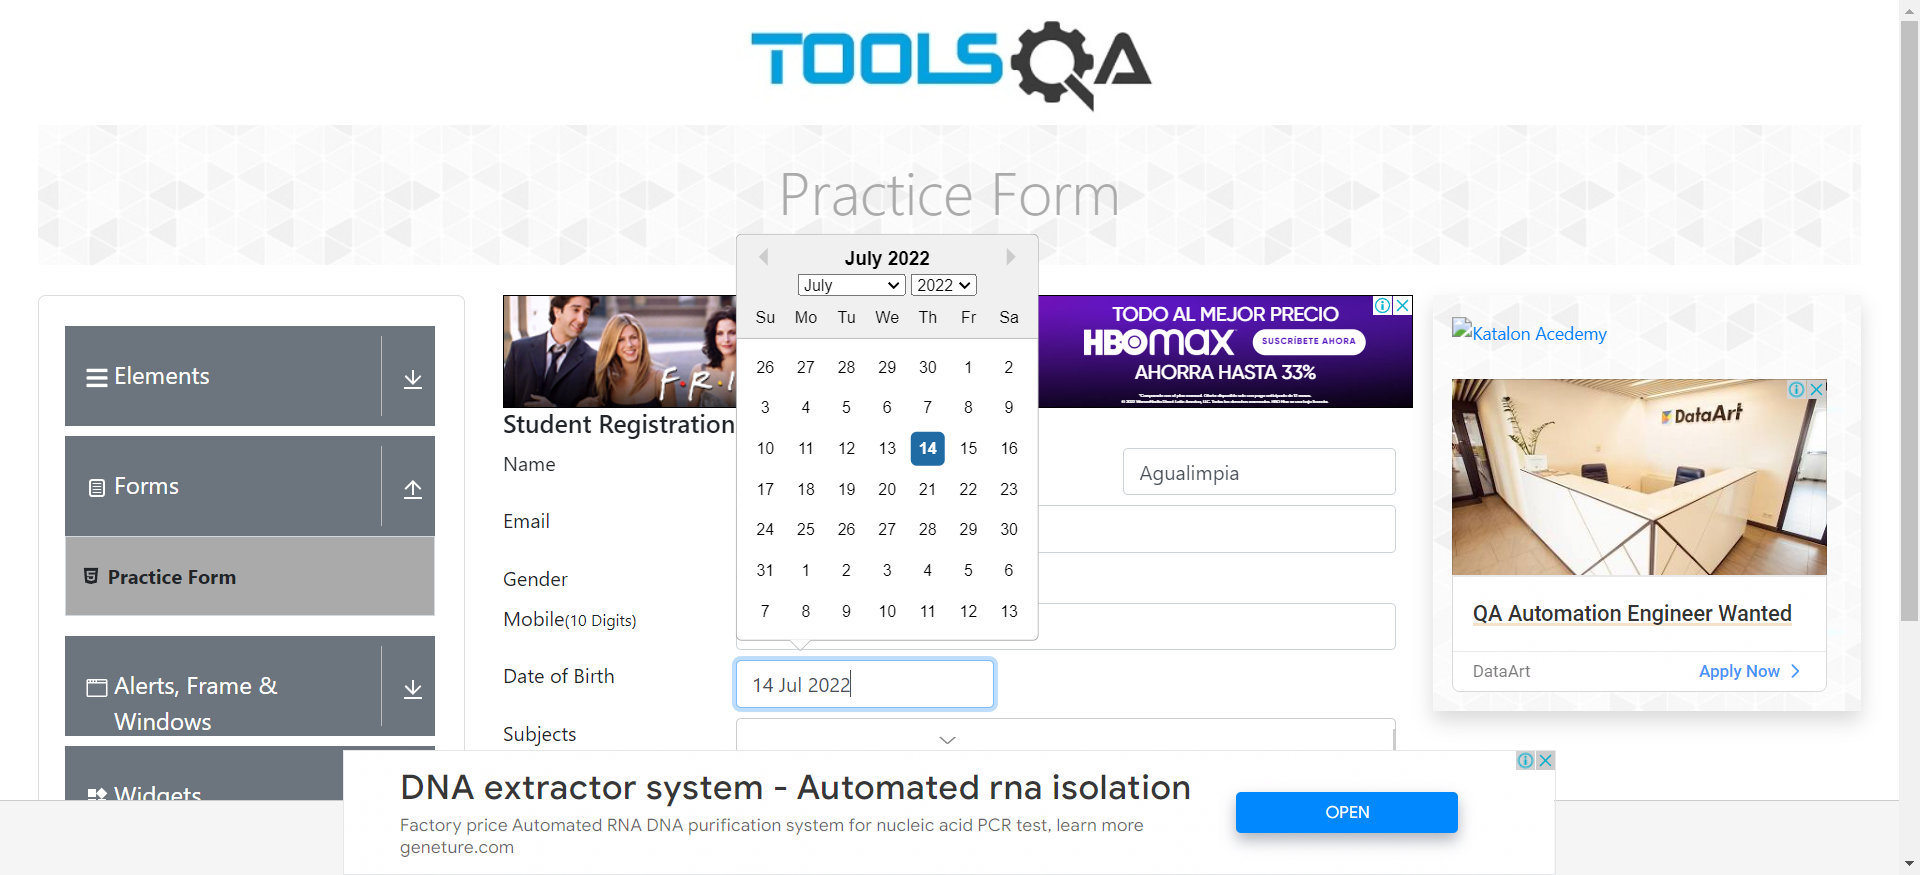 TOOLSQA
Practice Form
Elements
Forms
Practice Form
Alerts, Frame &
Windows
Widgets
F.R.I
TODO AL MEJOR PRECIO
HBOMAX
SUSCRÍBETE AHORA
AHORRA HASTA 33%
Student Registration
Name
Agualimpia
Email
Gender
Mobile(10 Digits)
Date of Birth
14 Jul 2022
Subjects
July 2022
July 2022
Su Mo Tu We Th Fr Sa
26 27 28 29 30 1 2
3 4 5 6 7 8 9
10 11 12 13 14 15 16
17 18 19 20 21 22 23
24 25 26 27 28 29 30
31 1 2 3 4 5 6
7 8 9 10 11 12 13
Katalon Acedemy
DataArt
QA Automation Engineer Wanted
DataArt
Apply Now
DNA extractor system - Automated rna isolation
Factory price Automated RNA DNA purification system for nucleic acid PCR test, learn more
geneture.com
OPEN